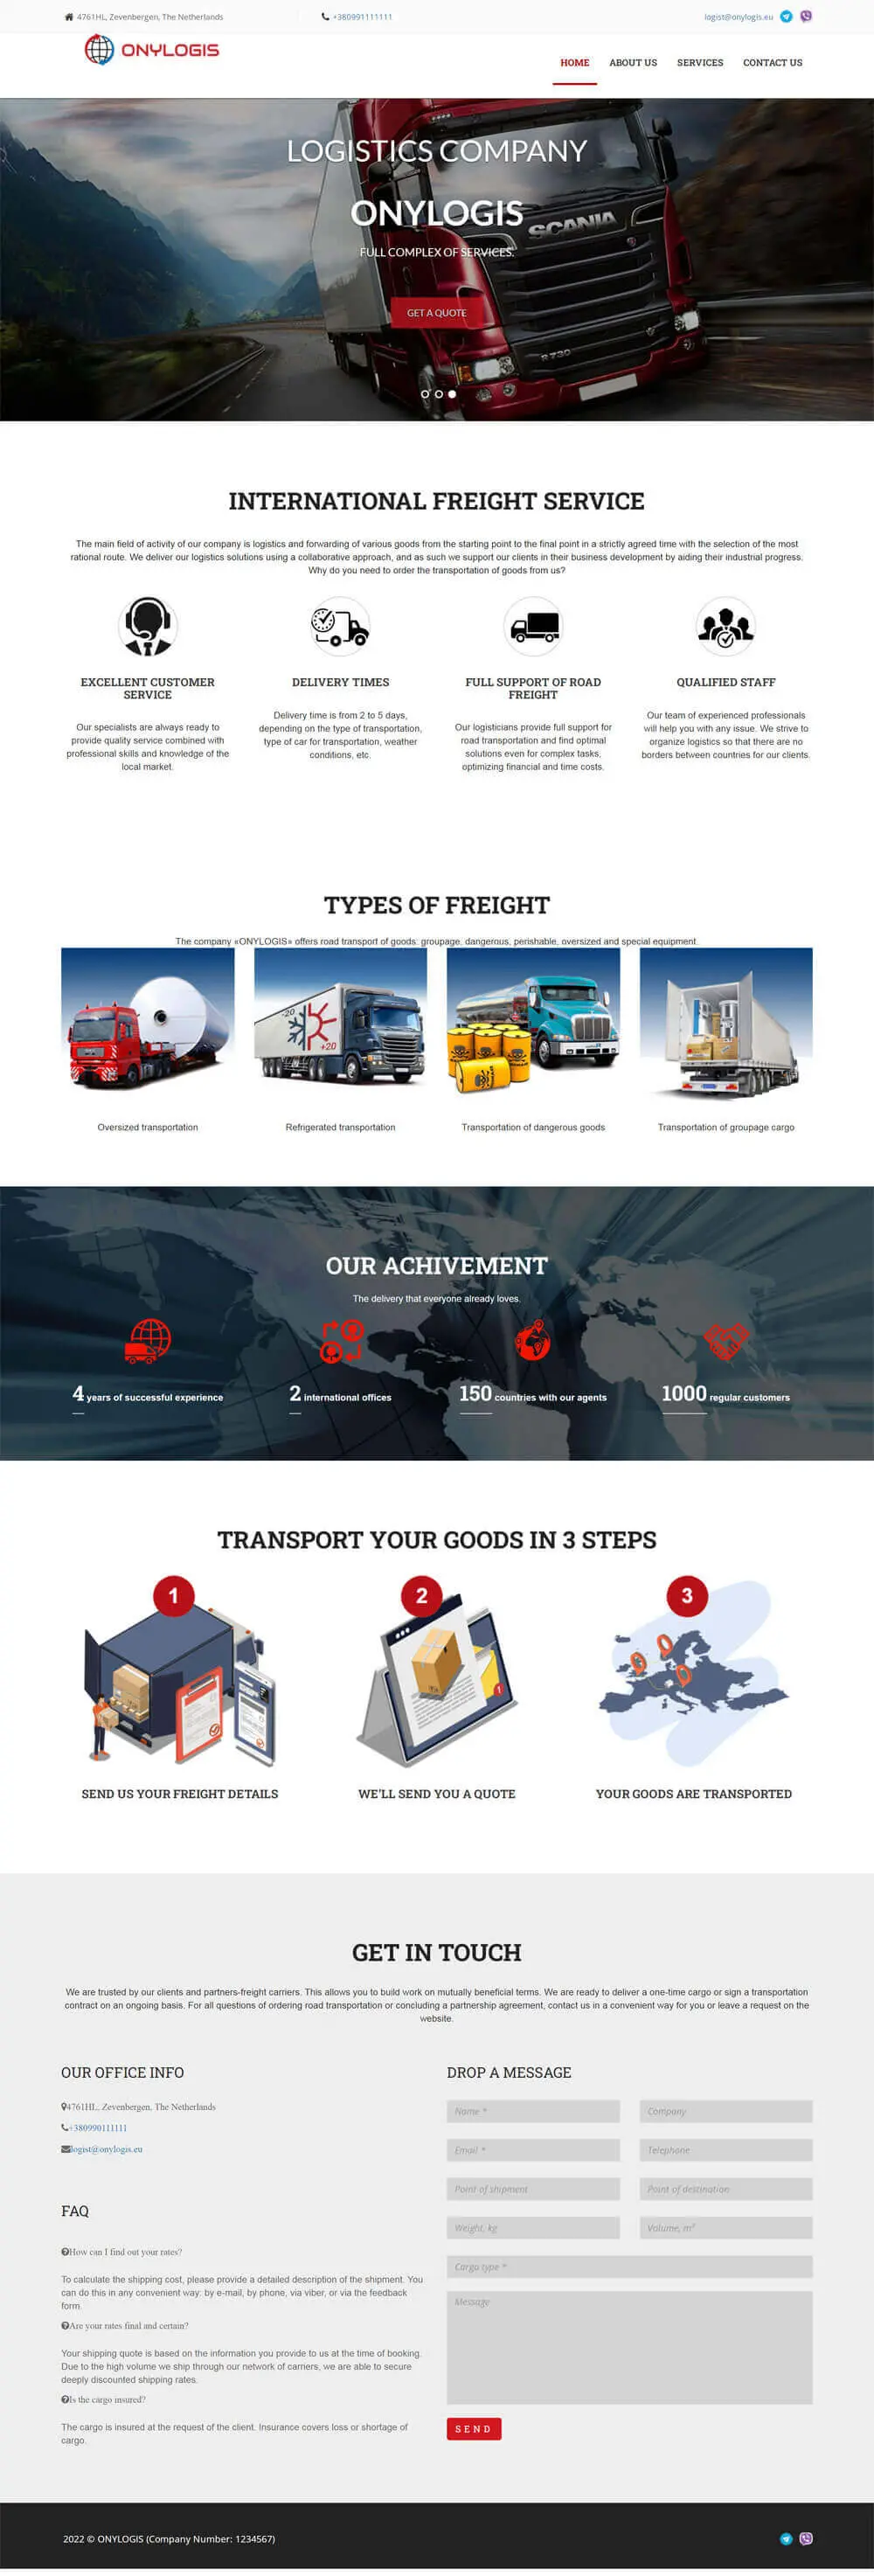 4761HL, Zevenbergen, The Netherlands
+380991111111
logist@onylogis.eu
ONYLOGIS
HOME
ABOUT US
SERVICES
CONTACT US
LOGISTICS COMPANY
ONYLOGIS
SCANIA
FULL COMPLEX OF SERVICES.
GET A QUOTE
R 730
INTERNATIONAL FREIGHT SERVICE
The main field of activity of our company is logistics and forwarding of various goods from the starting point to the final point in a strictly agreed time with the selection of the most
rational route. We deliver our logistics solutions using a collaborative approach, and as such we support our clients in their business development by aiding their industrial progress.
Why do you need to order the transportation of goods from us?
EXCELLENT CUSTOMER
SERVICE
Our specialists are always ready to
provide quality service combined with
professional skills and knowledge of the
local market.
DELIVERY TIMES
Delivery time is from 2 to 5 days,
depending on the type of transportation,
type of car for transportation, weather
conditions, etc.
FULL SUPPORT OF ROAD
FREIGHT
Our logisticians provide full support for
road transportation and find optimal
solutions even for complex tasks,
optimizing financial and time costs.
QUALIFIED STAFF
Our team of experienced professionals
will help you with any issue. We strive to
organize logistics so that there are no
borders between countries for our clients.
TYPES OF FREIGHT
The company «ONYLOGIS» offers road transport of goods: groupage, dangerous, perishable, oversized and special equipment.
-20
+20
Oversized transportation
Refrigerated transportation
Transportation of dangerous goods
Transportation of groupage cargo
OUR ACHIVEMENT
The delivery that everyone already loves.
4 years of successful experience
2 international offices
150 countries with our agents
1000 regular customers
TRANSPORT YOUR GOODS IN 3 STEPS
1
2
3
1
SEND US YOUR FREIGHT DETAILS
WE'LL SEND YOU A QUOTE
YOUR GOODS ARE TRANSPORTED
GET IN TOUCH
We are trusted by our clients and partners-freight carriers. This allows you to build work on mutually beneficial terms. We are ready to deliver a one-time cargo or sign a transportation
contract on an ongoing basis. For all questions of ordering road transportation or concluding a partnership agreement, contact us in a convenient way for you or leave a request on the
website.
OUR OFFICE INFO
4761HL, Zevenbergen, The Netherlands
+380990111111
logist@onylogis.eu
FAQ
How can I find out your rates?
To calculate the shipping cost, please provide a detailed description of the shipment. You
can do this in any convenient way: by e-mail, by phone, via viber, or via the feedback
form.
Are your rates final and certain?
Your shipping quote is based on the information you provide to us at the time of booking.
Due to the high volume we ship through our network of carriers, we are able to secure
deeply discounted shipping rates.
Is the cargo insured?
The cargo is insured at the request of the client. Insurance covers loss or shortage of
cargo.
DROP A MESSAGE
Name *
Company
Email *
Telephone
Point of shipment
Point of destination
Weight, kg
Volume, m³
Cargo type *
Message
SEND
2022 © ONYLOGIS (Company Number: 1234567)